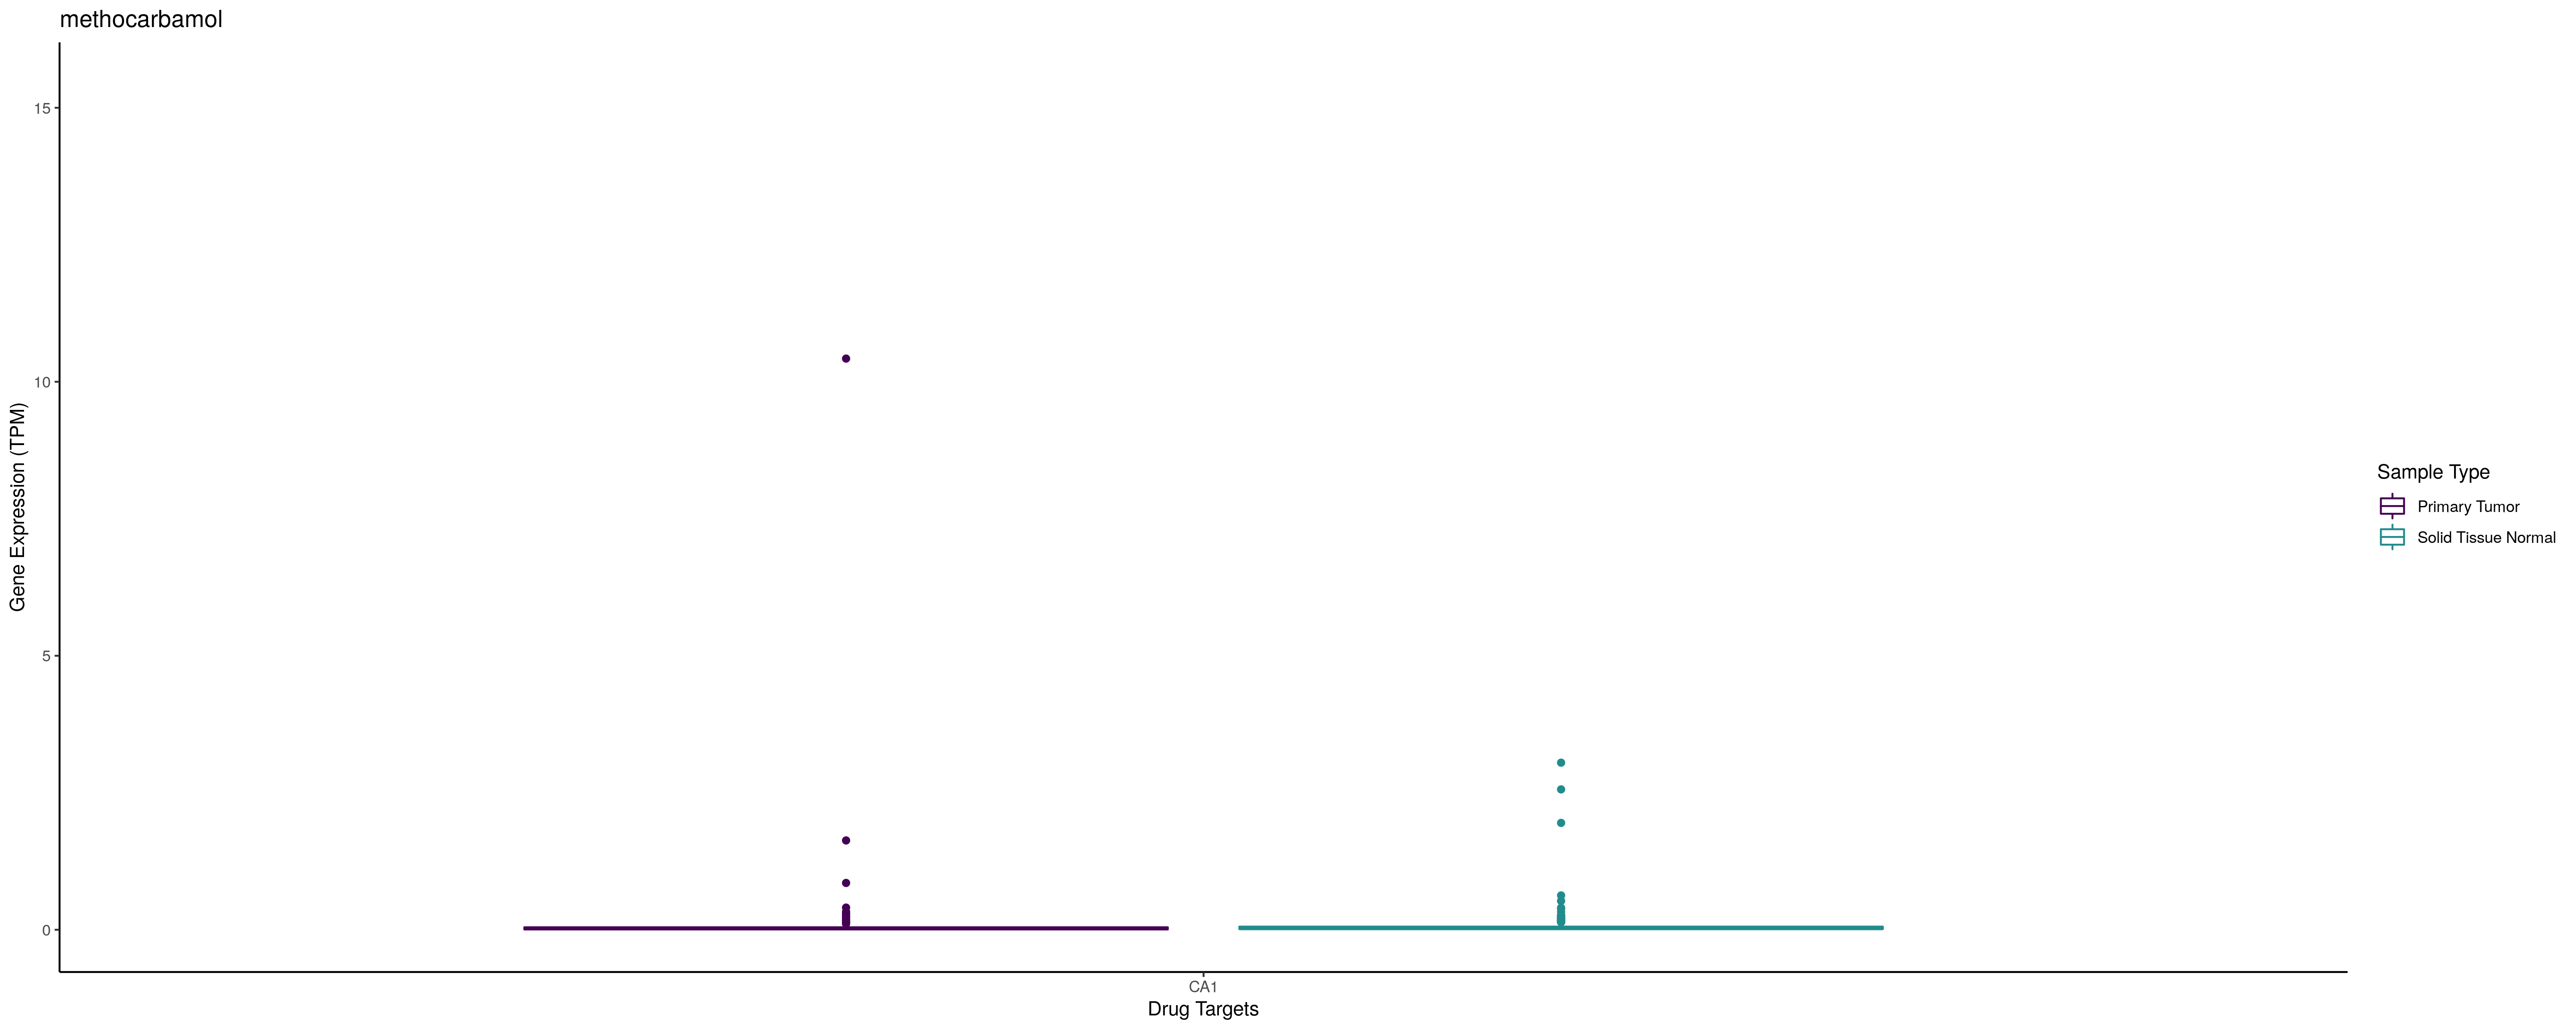 methocarbamol
15
10
5
0
Gene Expression (TPM)
CA1
Drug Targets
Sample Type
Primary Tumor
Solid Tissue Normal